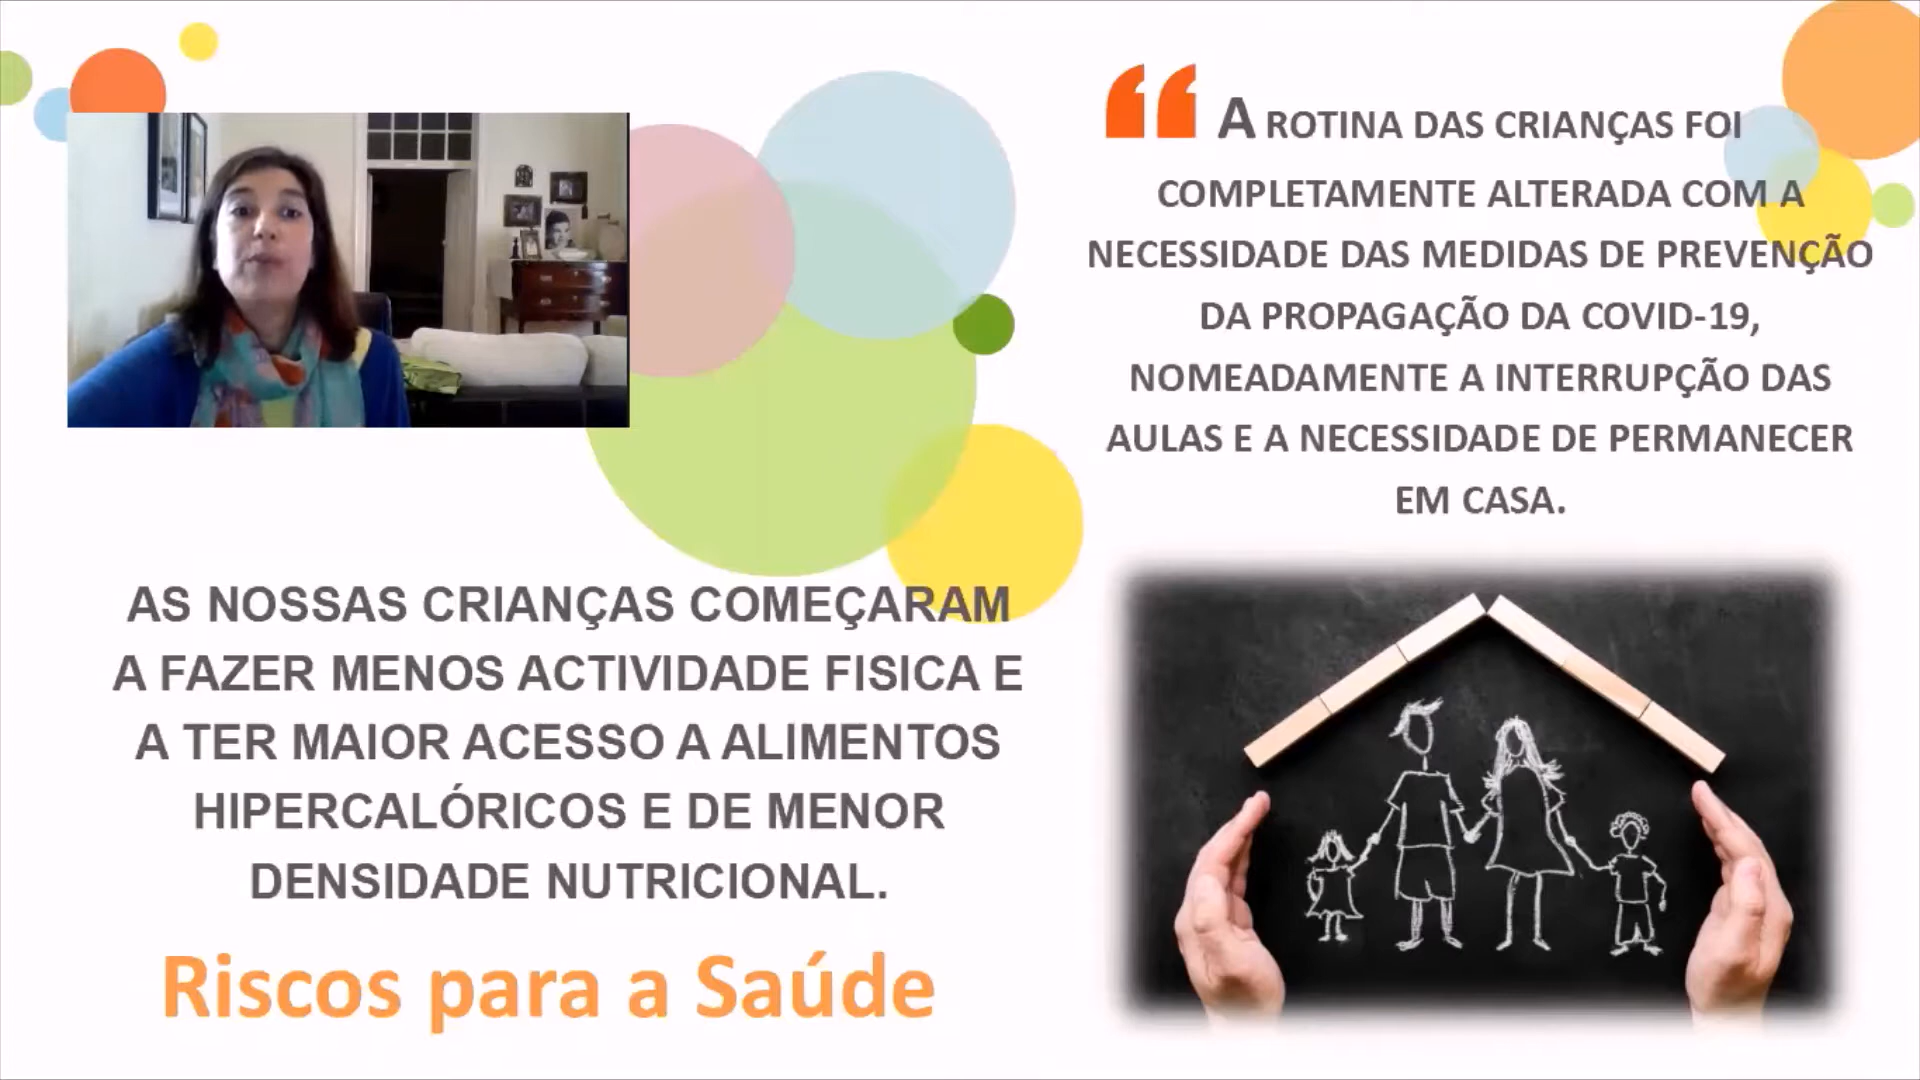 “ A ROTINA DAS CRIANÇAS FOI
COMPLETAMENTE ALTERADA COM A
NECESSIDADE DAS MEDIDAS DE PREVENÇÃO
DA PROPAGAÇÃO DA COVID-19,
NOMEADAMENTE A INTERRUPÇÃO DAS
AULAS E A NECESSIDADE DE PERMANECER
EM CASA.
AS NOSSAS CRIANÇAS COMEÇARAM
A FAZER MENOS ACTIVIDADE FISICA E
A TER MAIOR ACESSO A ALIMENTOS
HIPERCALÓRICOS E DE MENOR
DENSIDADE NUTRICIONAL.
Riscos para a Saúde